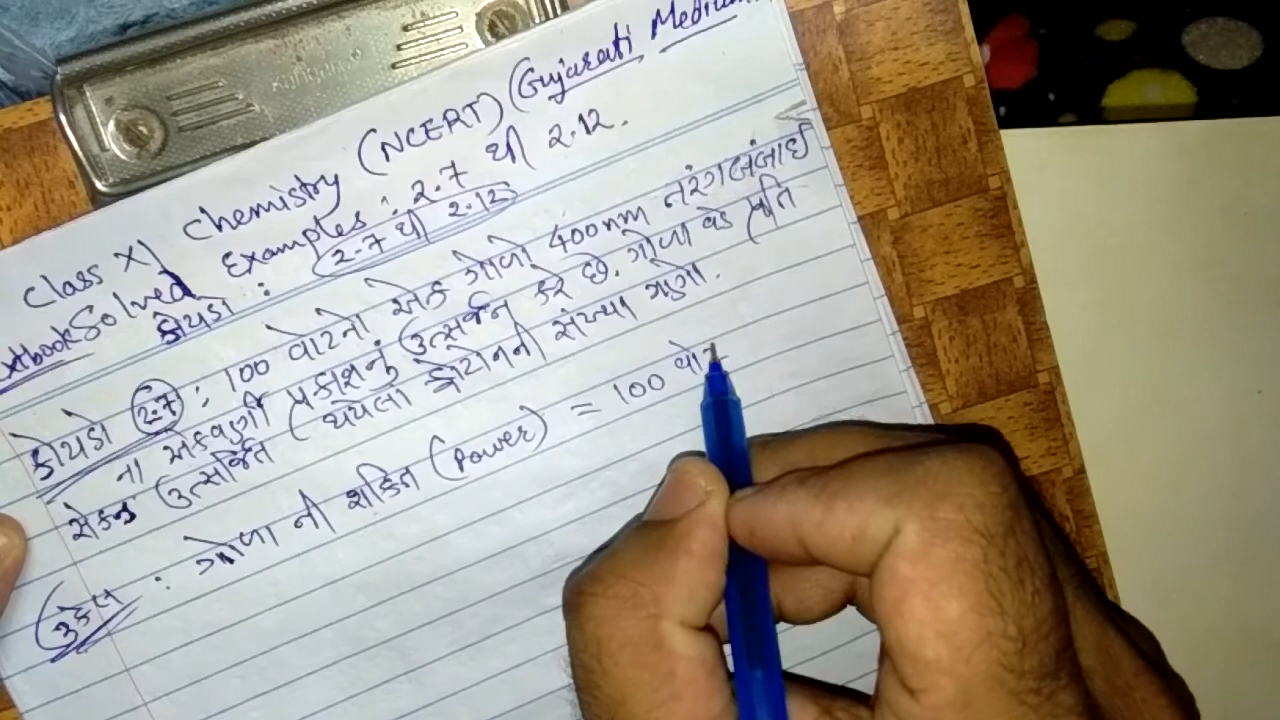 Class XI Chemistry (NCERT) (Gujarati Medium
xtbook Solved Examples : 2.7 થી 2.12.
કોયડો : 2.7 થી 2.12
કોયડો 2.7 : 100 વોટનો એક ગોળો 400nm તરંગલંબાઈ
ના એકવર્ણી પ્રકાશનું ઉત્સર્જન કરે છે. ગોળા વડે પ્રતિ
સેકન્ડ ઉત્સર્જિત થયેલા ફોટોનની સંખ્યા ગણો.
ઉકેલ : ગોળા ની શક્તિ (Power) = 100 વો